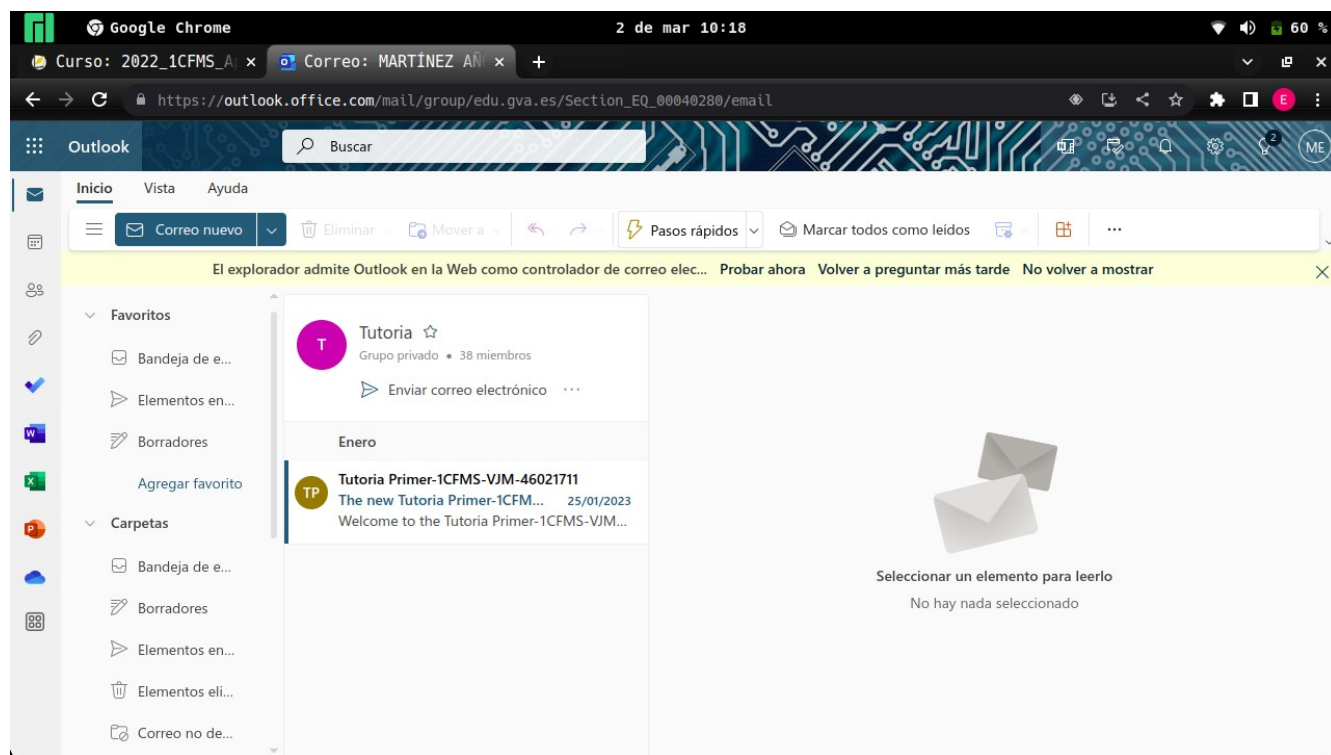 Google Chrome 2 de mar 10:18 60 %
Curso: 2022_1CFMS_A Correo: MARTÍNEZ AÑ
https://outlook.office.com/mail/group/edu.gva.es/Section_EQ_00040280/email E
Outlook Buscar 2 ME
Inicio Vista Ayuda
Correo nuevo Eliminar Mover a Pasos rápidos Marcar todos como leídos
El explorador admite Outlook en la Web como controlador de correo elec... Probar ahora Volver a preguntar más tarde No volver a mostrar
Favoritos
Bandeja de e...
Elementos en...
Borradores
Agregar favorito
Carpetas
Bandeja de e...
Borradores
Elementos en...
Elementos eli...
Correo no de...
T
Tutoria
Grupo privado • 38 miembros
Enviar correo electrónico
Enero
TP
Tutoria Primer-1CFMS-VJM-46021711
The new Tutoria Primer-1CFM... 25/01/2023
Welcome to the Tutoria Primer-1CFMS-VJM...
Seleccionar un elemento para leerlo
No hay nada seleccionado